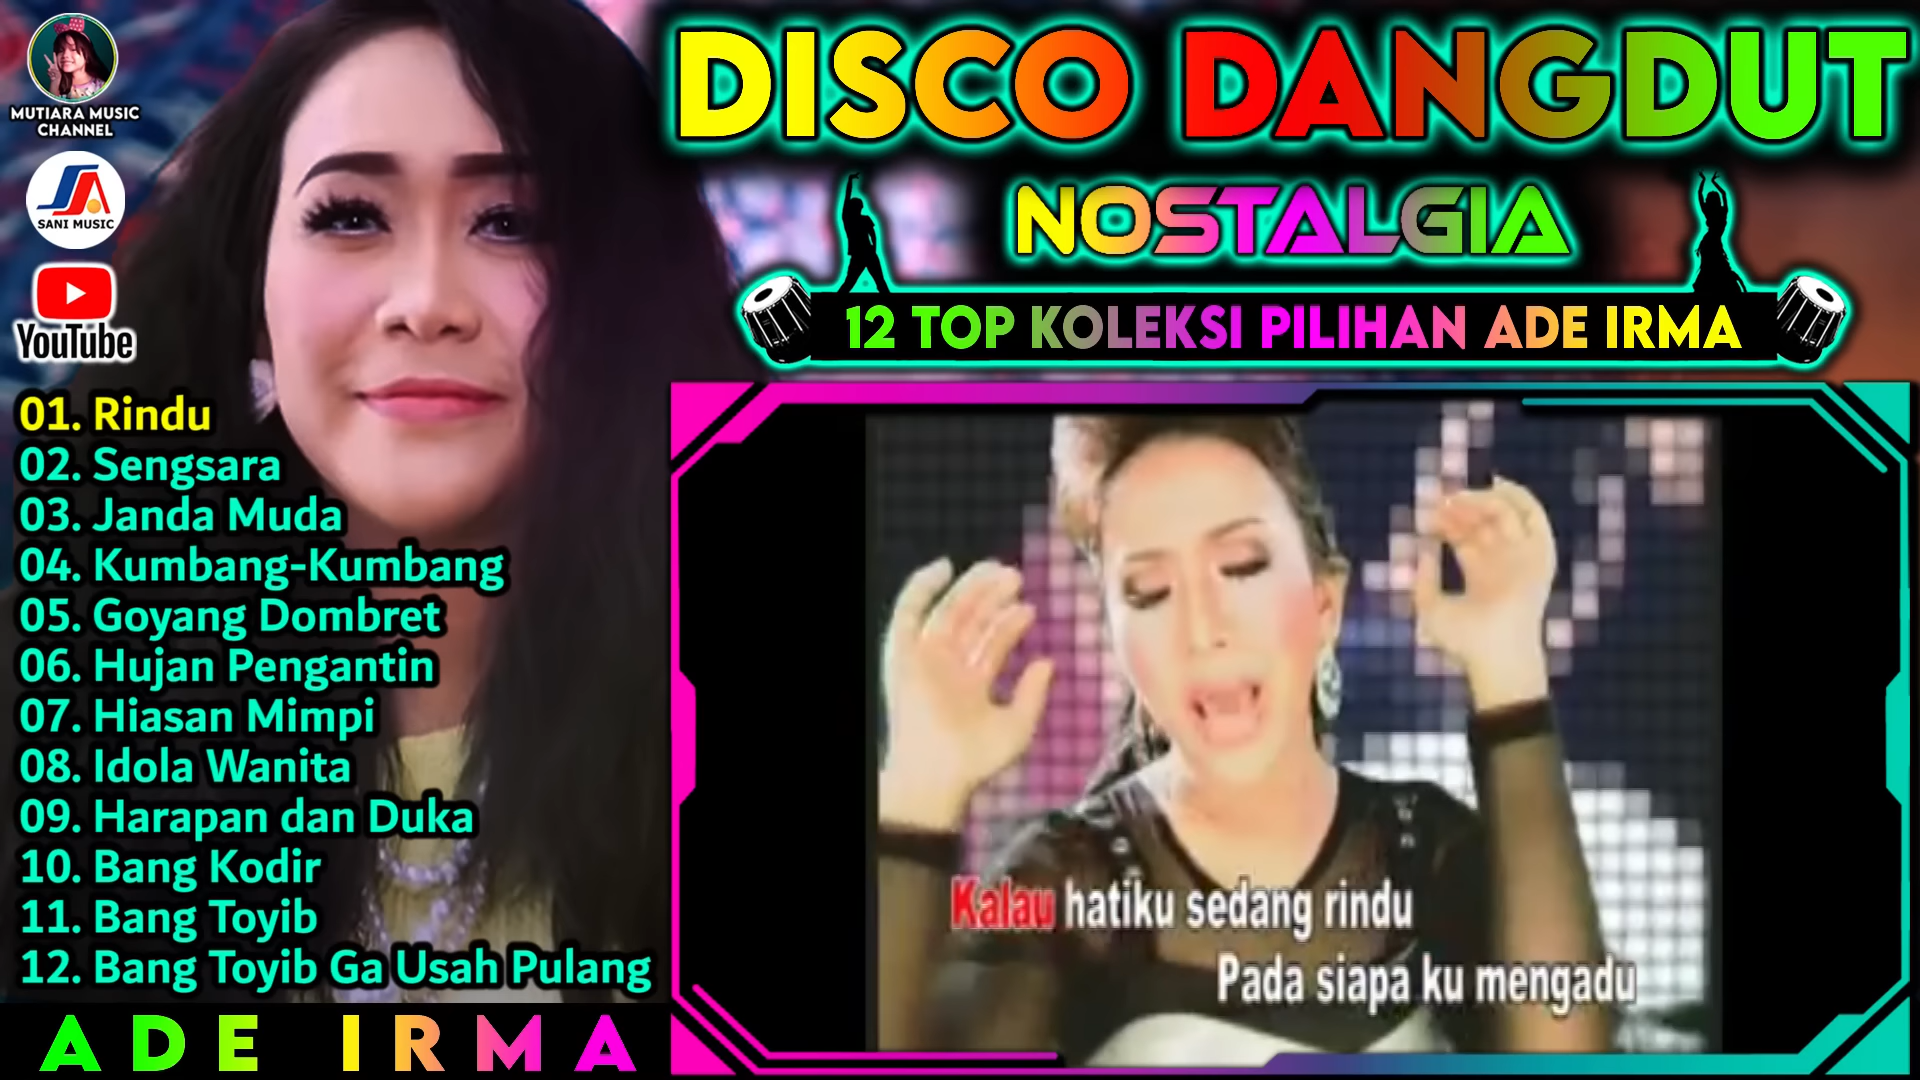 MUTIARA MUSIC
CHANNEL
SANI MUSIC
YouTube
DISCO DANGDUT
NOSTALGIA
12 TOP KOLEKSI PILIHAN ADE IRMA
01. Rindu
02. Sengsara
03. Janda Muda
04. Kumbang-Kumbang
05. Goyang Dombret
06. Hujan Pengantin
07. Hiasan Mimpi
08. Idola Wanita
09. Harapan dan Duka
10. Bang Kodir
11. Bang Toyib
12. Bang Toyib Ga Usah Pulang
ADE IRMA
Kalau hatiku sedang rindu
Pada siapa ku mengadu